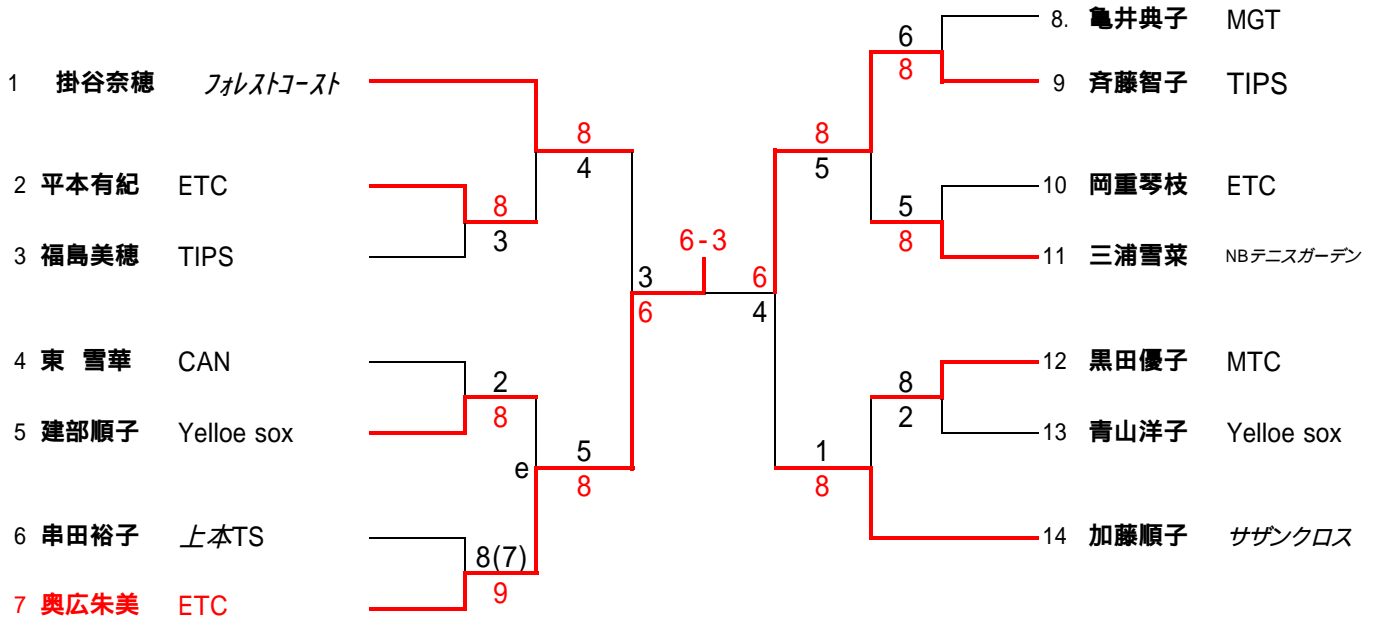 8. 亀井典子 MGT
6
8
1 掛谷奈穂 フォレストコースト
9 斉藤智子 TIPS
8
4
8
5
2 平本有紀 ETC
10 岡重琴枝 ETC
8
3
5
8
3 福島美穂 TIPS
11 三浦雪菜 NBテニスガーデン
6-3
3
6
6
4
4 東 雪華 CAN
12 黒田優子 MTC
2
8
8
2
5 建部順子 Yelloe sox
13 青山洋子 Yelloe sox
e
5
8
1
8
6 串田裕子 上本TS
14 加藤順子 サザンクロス
8(7)
9
7 奥広朱美 ETC